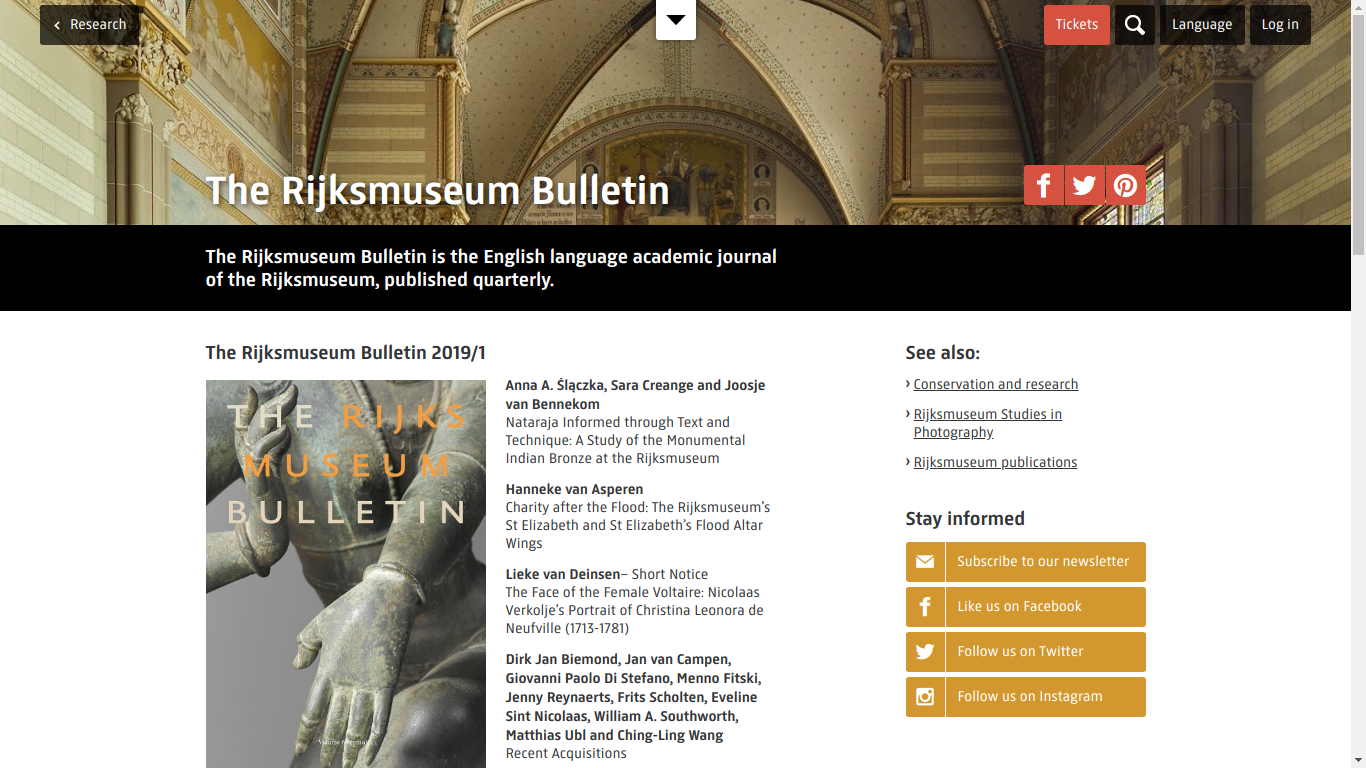 Research
Tickets
Language
Log in
The Rijksmuseum Bulletin
The Rijksmuseum Bulletin is the English language academic journal
of the Rijksmuseum, published quarterly.
The Rijksmuseum Bulletin 2019/1
THE RIJKS
MUSEUM
BULLETIN
Anna A. Ślączka, Sara Creange and Joosje
van Bennekom
Nataraja Informed through Text and
Technique: A Study of the Monumental
Indian Bronze at the Rijksmuseum
Hanneke van Asperen
Charity after the Flood: The Rijksmuseum's
St Elizabeth and St Elizabeth's Flood Altar
Wings
Lieke van Deinsen– Short Notice
The Face of the Female Voltaire: Nicolaas
Verkolje's Portrait of Christina Leonora de
Neufville (1713-1781)
Dirk Jan Biemond, Jan van Campen,
Giovanni Paolo Di Stefano, Menno Fitski,
Jenny Reynaerts, Frits Scholten, Eveline
Sint Nicolaas, William A. Southworth,
Matthias Ubl and Ching-Ling Wang
Recent Acquisitions
See also:
Conservation and research
Rijksmuseum Studies in
Photography
Rijksmuseum publications
Stay informed
Subscribe to our newsletter
Like us on Facebook
Follow us on Twitter
Follow us on Instagram